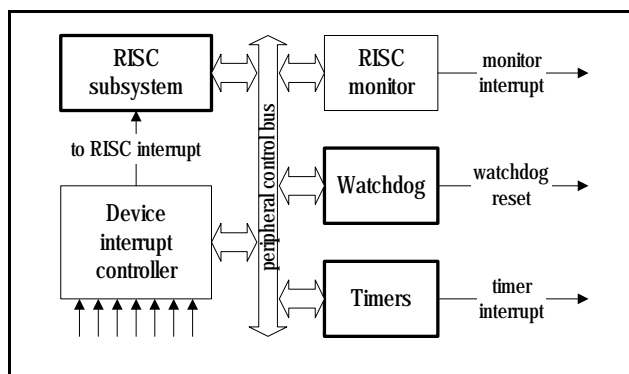 RISC
subsystem
RISC
monitor
monitor
interrupt
to RISC interrupt
peripheral control bus
Device
interrupt
controller
Watchdog
watchdog
reset
Timers
timer
interrupt